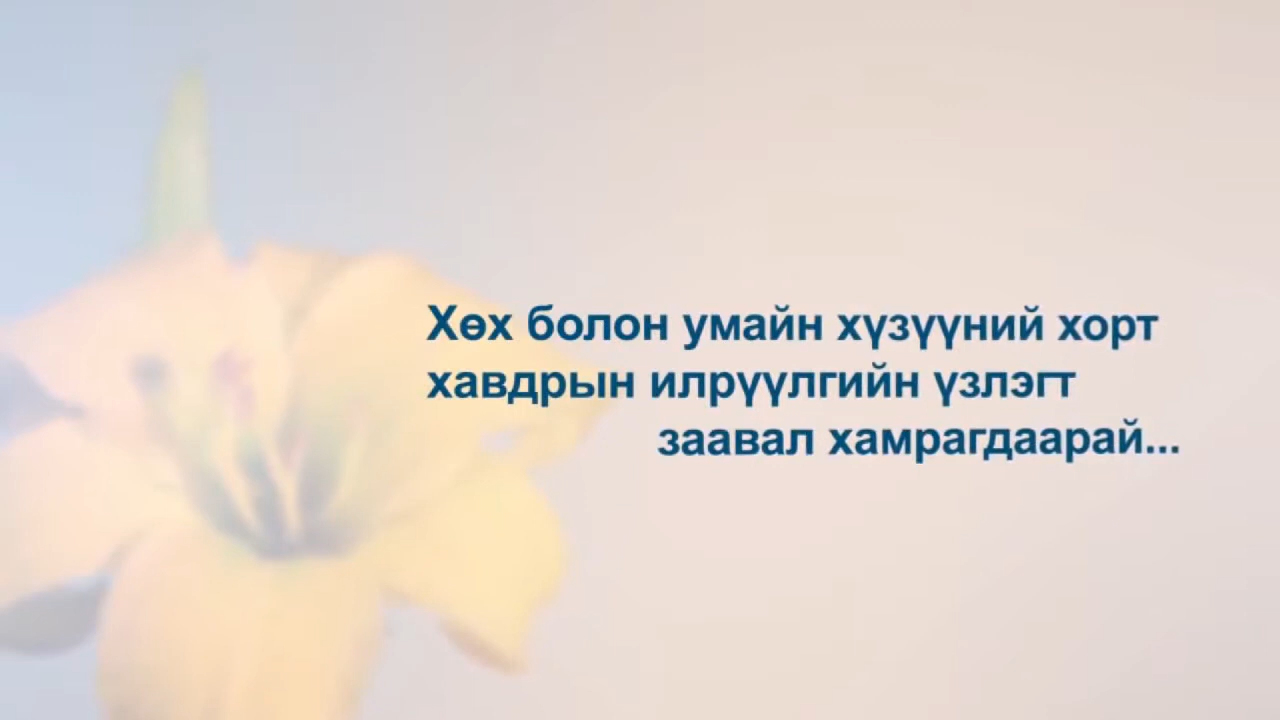 Хөх болон умайн хүзүүний хорт
хавдрын илрүүлгийн үзлэгт
заавал хамрагдаарай...